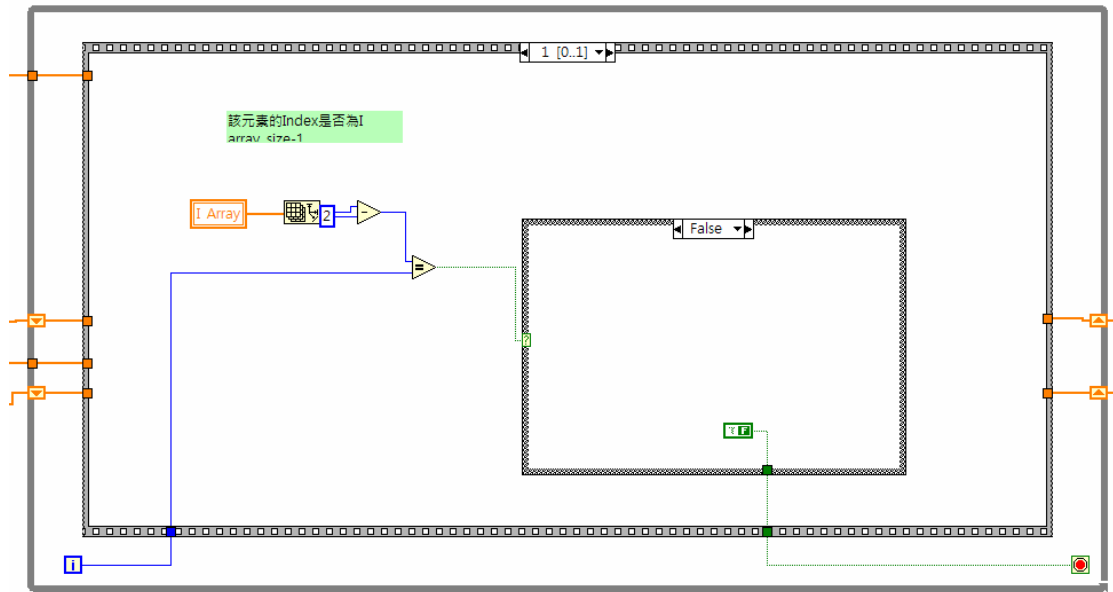 1 [0..1]
該元素的Index是否為I
array size-1
I Array
2
-
False
=
?
F
i